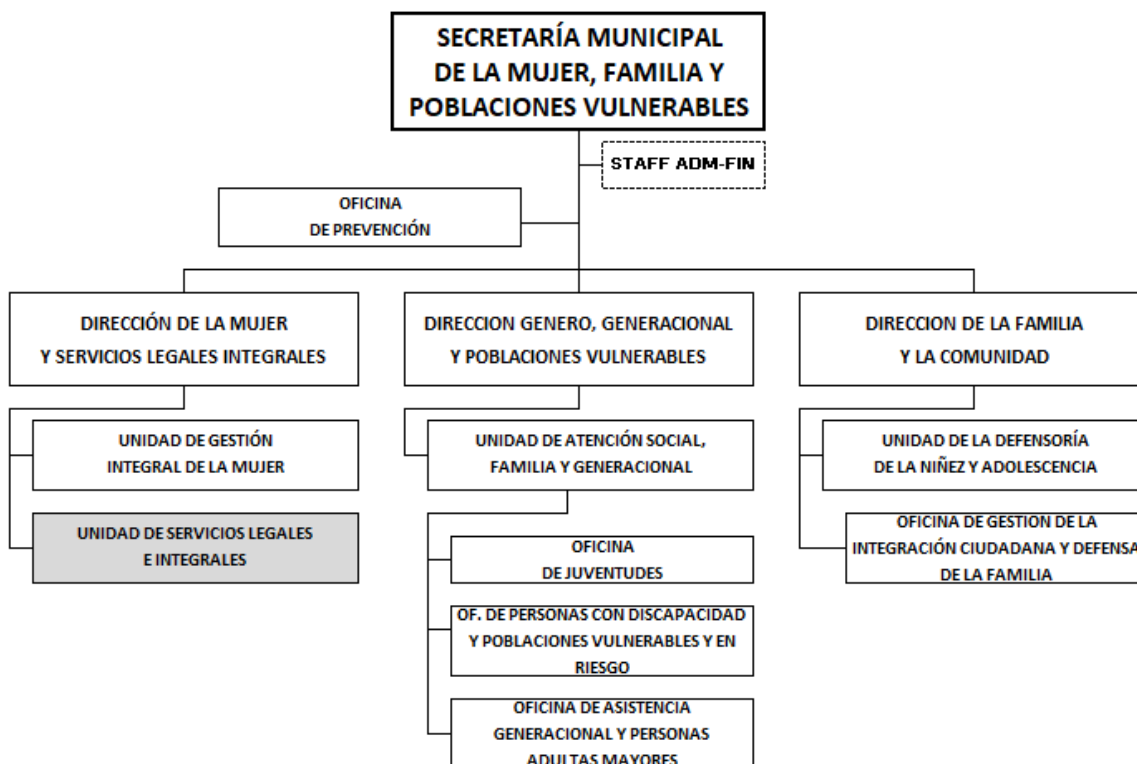 SECRETARÍA MUNICIPAL
DE LA MUJER, FAMILIA Y
POBLACIONES VULNERABLES
STAFF ADM-FIN
OFICINA
DE PREVENCIÓN
DIRECCIÓN DE LA MUJER
Y SERVICIOS LEGALES INTEGRALES
DIRECCION GENERO, GENERACIONAL
Y POBLACIONES VULNERABLES
DIRECCION DE LA FAMILIA
Y LA COMUNIDAD
UNIDAD DE GESTIÓN
INTEGRAL DE LA MUJER
UNIDAD DE ATENCIÓN SOCIAL,
FAMILIA Y GENERACIONAL
UNIDAD DE LA DEFENSORÍA
DE LA NIÑEZ Y ADOLESCENCIA
UNIDAD DE SERVICIOS LEGALES
E INTEGRALES
OFICINA DE GESTION DE LA
INTEGRACIÓN CIUDADANA Y DEFENSA
DE LA FAMILIA
OFICINA
DE JUVENTUDES
OF. DE PERSONAS CON DISCAPACIDAD
Y POBLACIONES VULNERABLES Y EN
RIESGO
OFICINA DE ASISTENCIA
GENERACIONAL Y PERSONAS
ADULTAS MAYORES